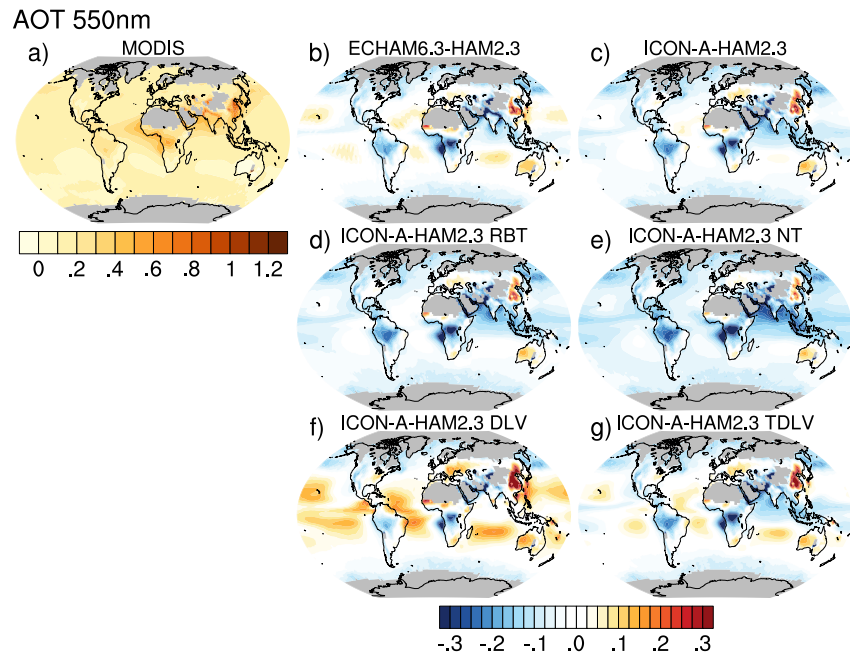 AOT 550nm
a) MODIS
b) ECHAM6.3-HAM2.3
c) ICON-A-HAM2.3
0 .2 .4 .6 .8 1 1.2
d) ICON-A-HAM2.3 RBT
e) ICON-A-HAM2.3 NT
f) ICON-A-HAM2.3 DLV
g) ICON-A-HAM2.3 TDLV
-.3 -.2 -.1 .0 .1 .2 .3